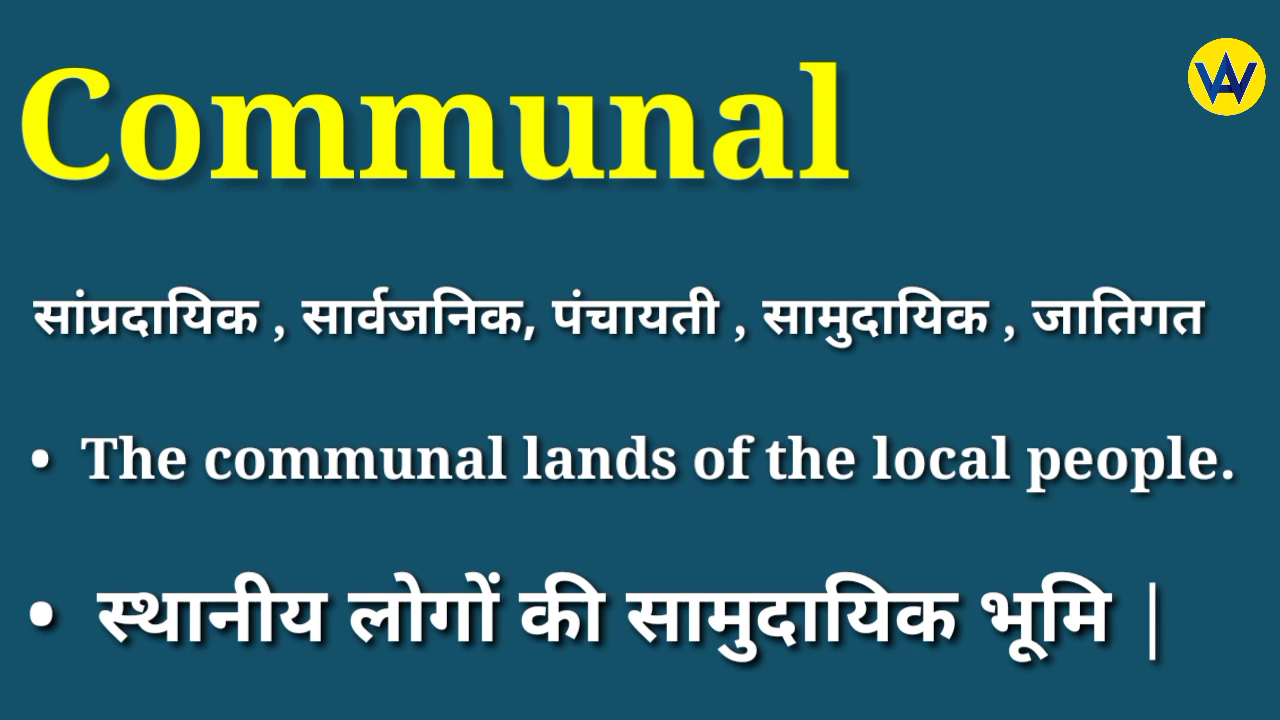 Communal
सांप्रदायिक , सार्वजनिक, पंचायती , सामुदायिक , जातिगत
• The communal lands of the local people.
• स्थानीय लोगों की सामुदायिक भूमि |